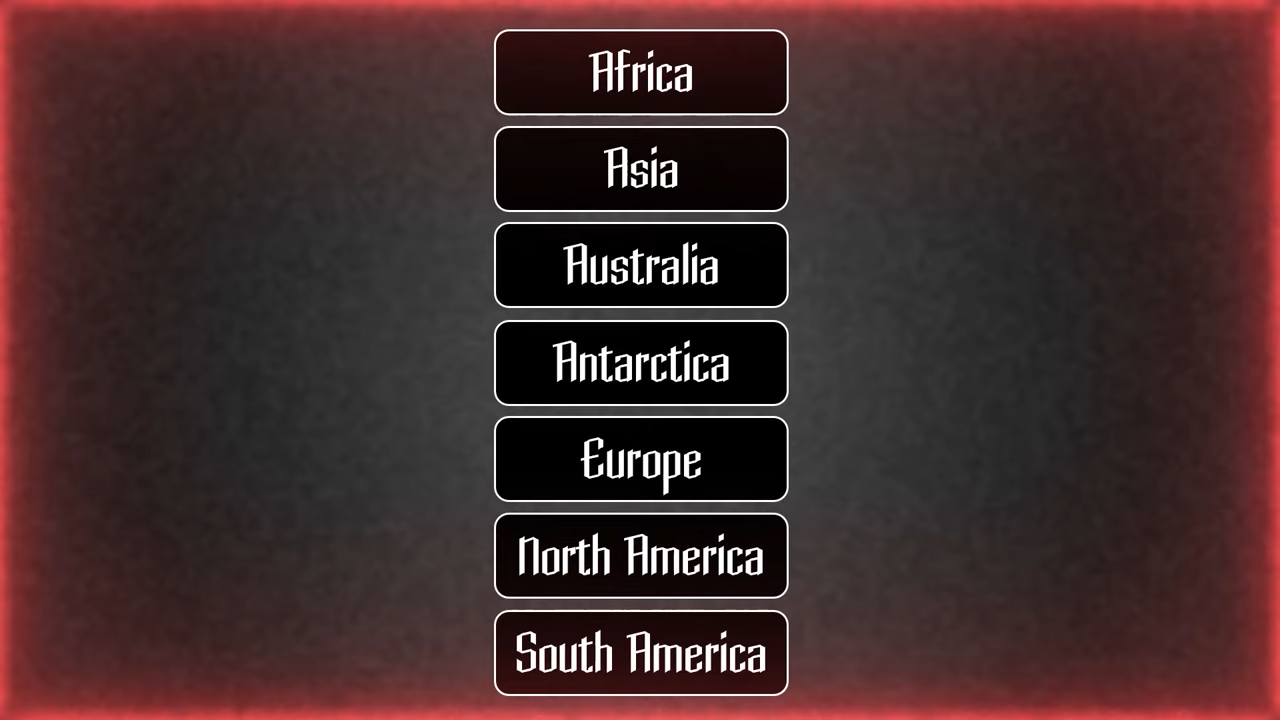 Africa
Asia
Australia
Antarctica
Europe
North America
South America